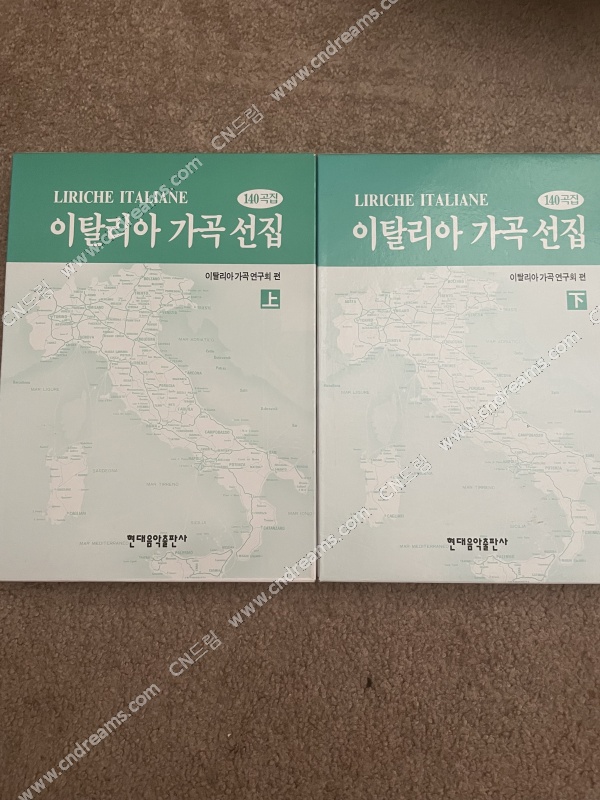 LIRICHE ITALIANE
140곡집
이탈리아 가곡 선집
이탈리아 가곡 연구회 편
上
현대음악출판사
LIRICHE ITALIANE
140곡집
이탈리아 가곡 선집
이탈리아 가곡 연구회 편
下
현대음악출판사
CN드림 www.cndreams.com